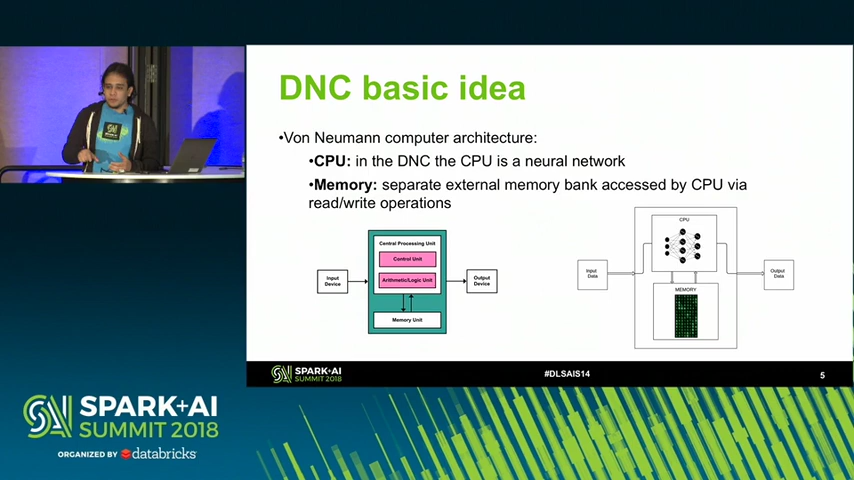 DNC basic idea
•Von Neumann computer architecture:
•CPU: in the DNC the CPU is a neural network
•Memory: separate external memory bank accessed by CPU via
read/write operations
Central Processing Unit
Control Unit
Arithmetic/Logic Unit
Input
Device
Output
Device
Memory Unit
CPU
Input
Data
Output
Data
MEMORY
SPARK+AI
SUMMIT 2018
#DLSAIS14
5
SPARK+AI
SUMMIT 2018
ORGANIZED BY databricks